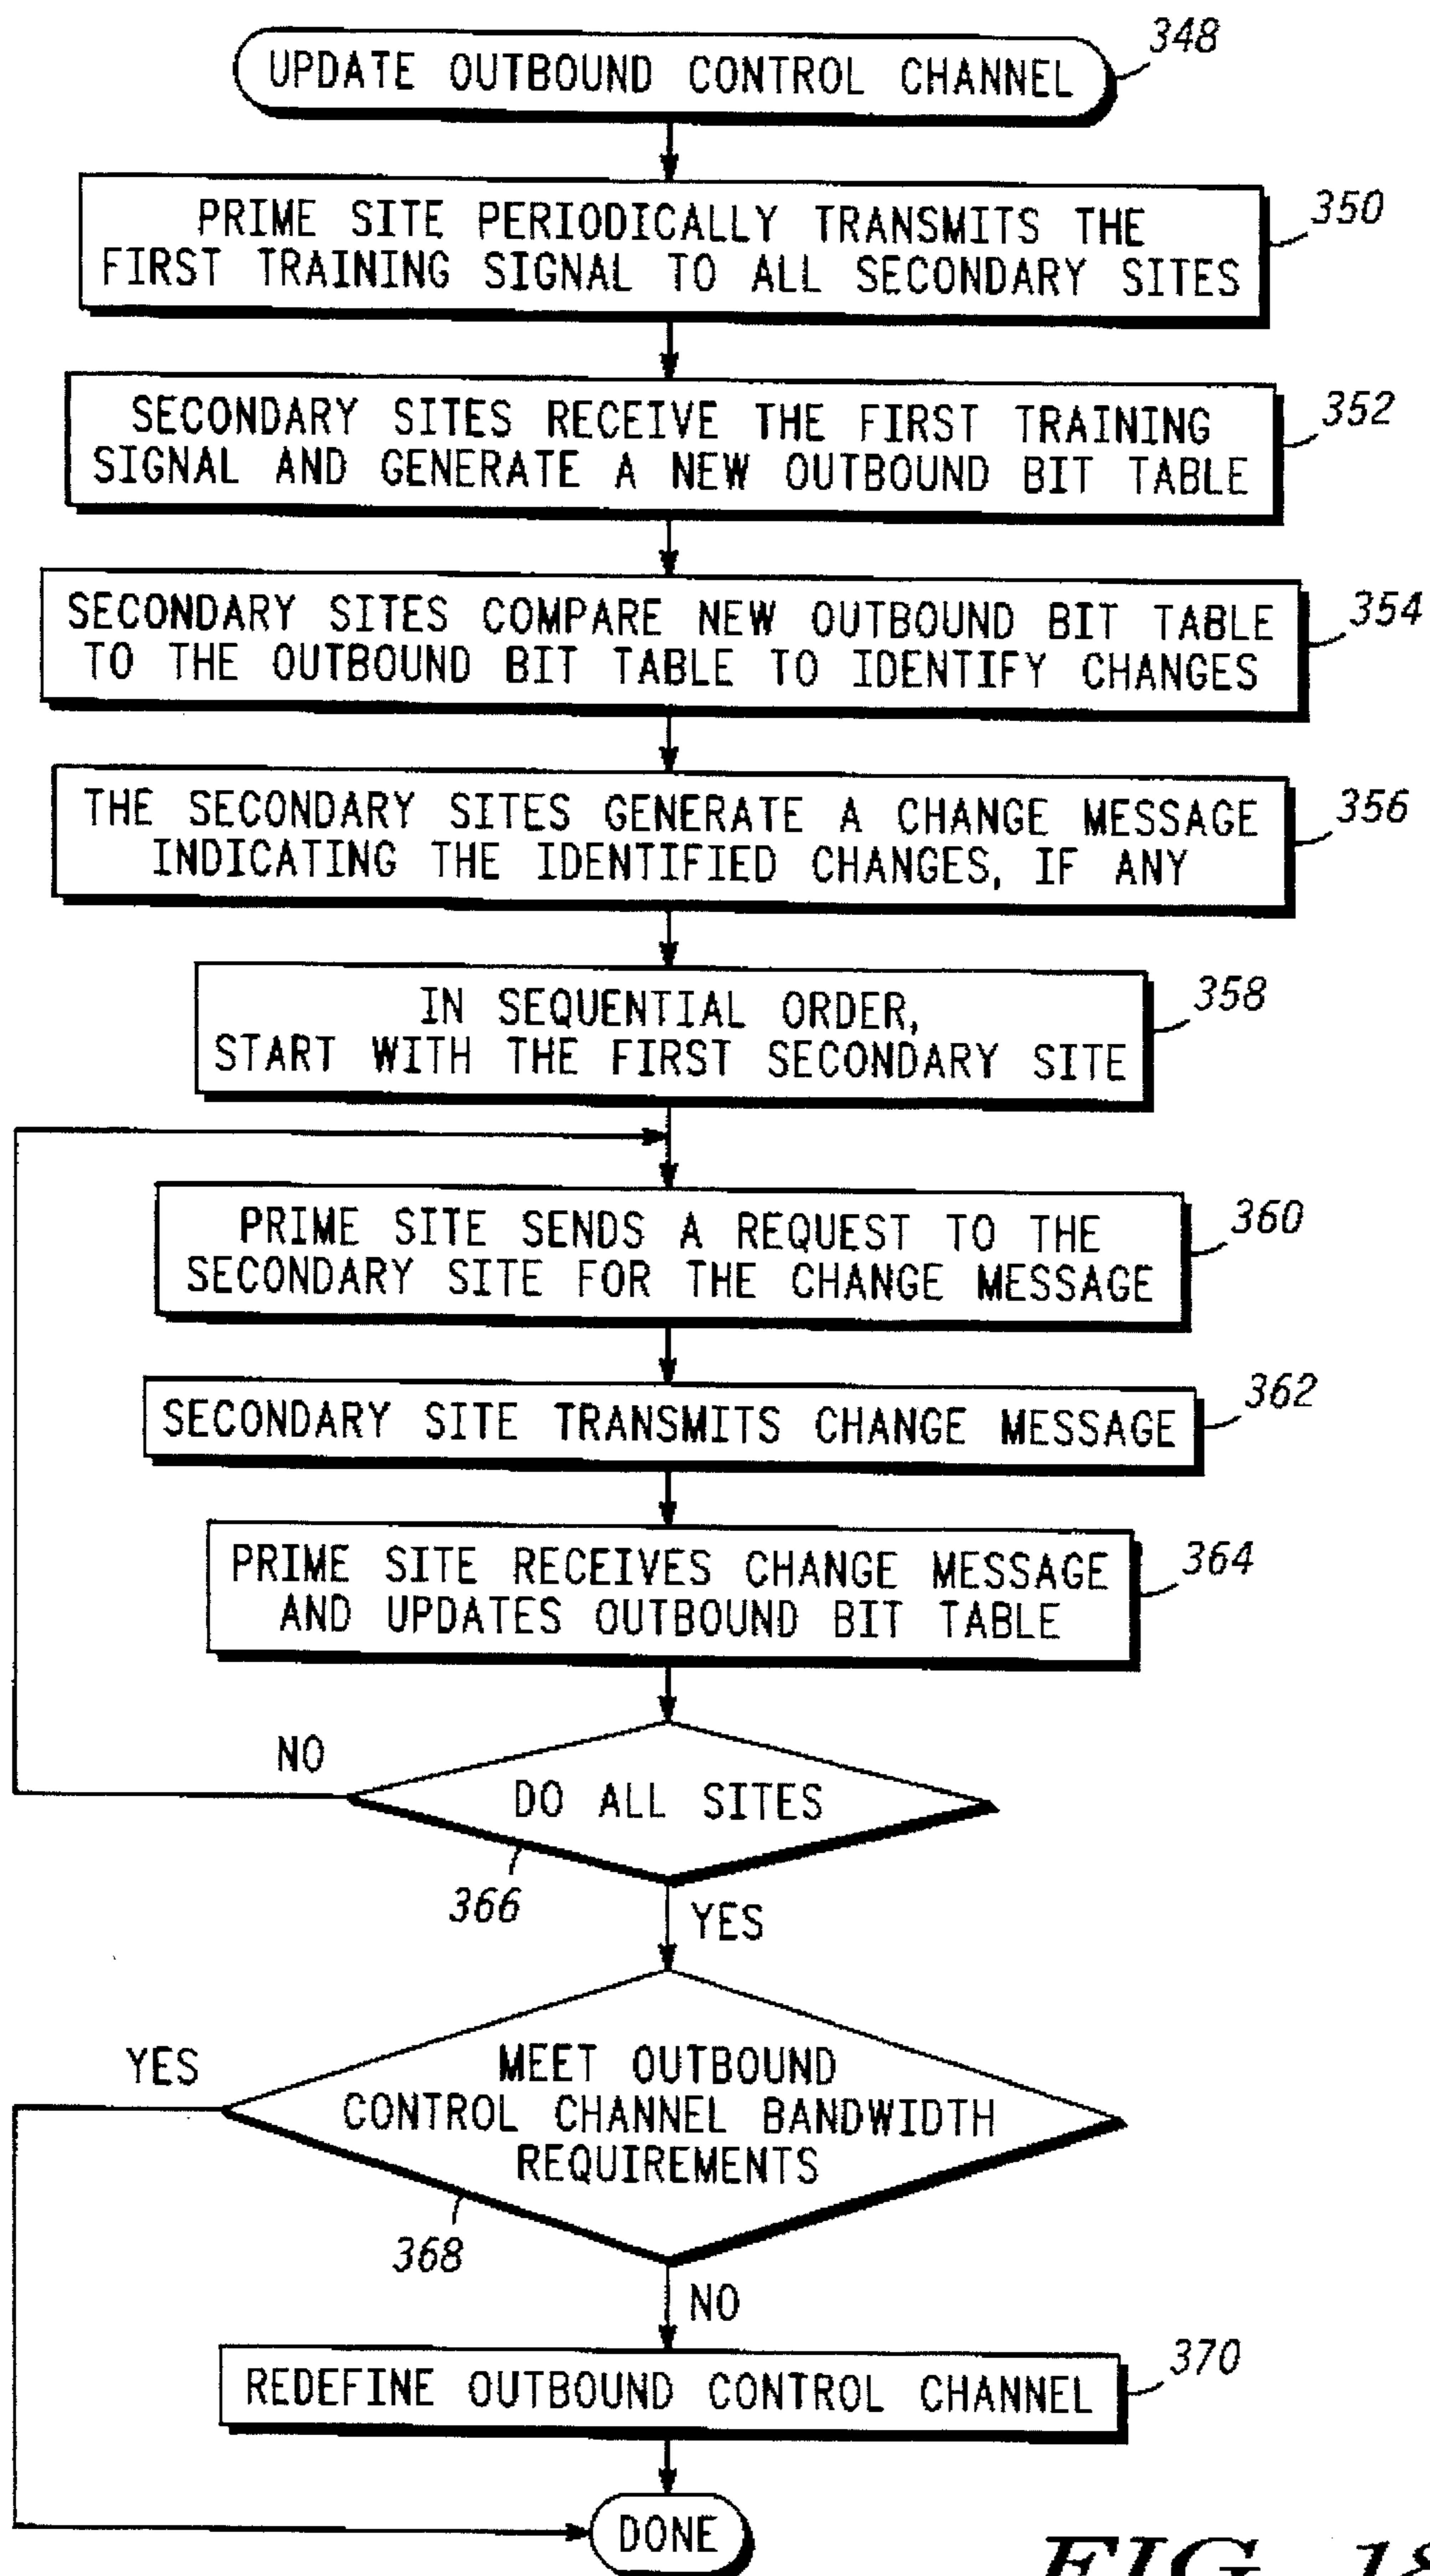 UPDATE OUTBOUND CONTROL CHANNEL
348
PRIME SITE PERIODICALLY TRANSMITS THE
FIRST TRAINING SIGNAL TO ALL SECONDARY SITES
350
SECONDARY SITES RECEIVE THE FIRST TRAINING
SIGNAL AND GENERATE A NEW OUTBOUND BIT TABLE
352
SECONDARY SITES COMPARE NEW OUTBOUND BIT TABLE
TO THE OUTBOUND BIT TABLE TO IDENTIFY CHANGES
354
THE SECONDARY SITES GENERATE A CHANGE MESSAGE
INDICATING THE IDENTIFIED CHANGES, IF ANY
356
IN SEQUENTIAL ORDER,
START WITH THE FIRST SECONDARY SITE
358
PRIME SITE SENDS A REQUEST TO THE
SECONDARY SITE FOR THE CHANGE MESSAGE
360
SECONDARY SITE TRANSMITS CHANGE MESSAGE
362
PRIME SITE RECEIVES CHANGE MESSAGE
AND UPDATES OUTBOUND BIT TABLE
364
NO
DO ALL SITES
366
YES
YES
MEET OUTBOUND
CONTROL CHANNEL BANDWIDTH
REQUIREMENTS
368
NO
REDEFINE OUTBOUND CONTROL CHANNEL
370
DONE
FIG.